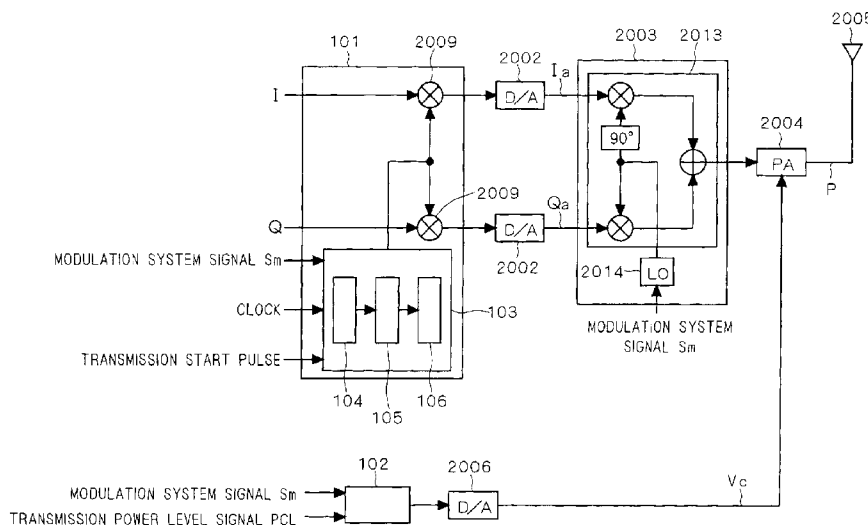 2005
101
2009
2002
2003
2013
I
D/A
Ia
90°
2004
PA
P
2009
Q
D/A
Qa
2002
MODULATION SYSTEM SIGNAL Sm
2014
LO
CLOCK
103
MODULATION SYSTEM
SIGNAL Sm
TRANSMISSION START PULSE
104
105
106
102
2006
Vc
MODULATION SYSTEM SIGNAL Sm
D/A
TRANSMISSION POWER LEVEL SIGNAL PCL